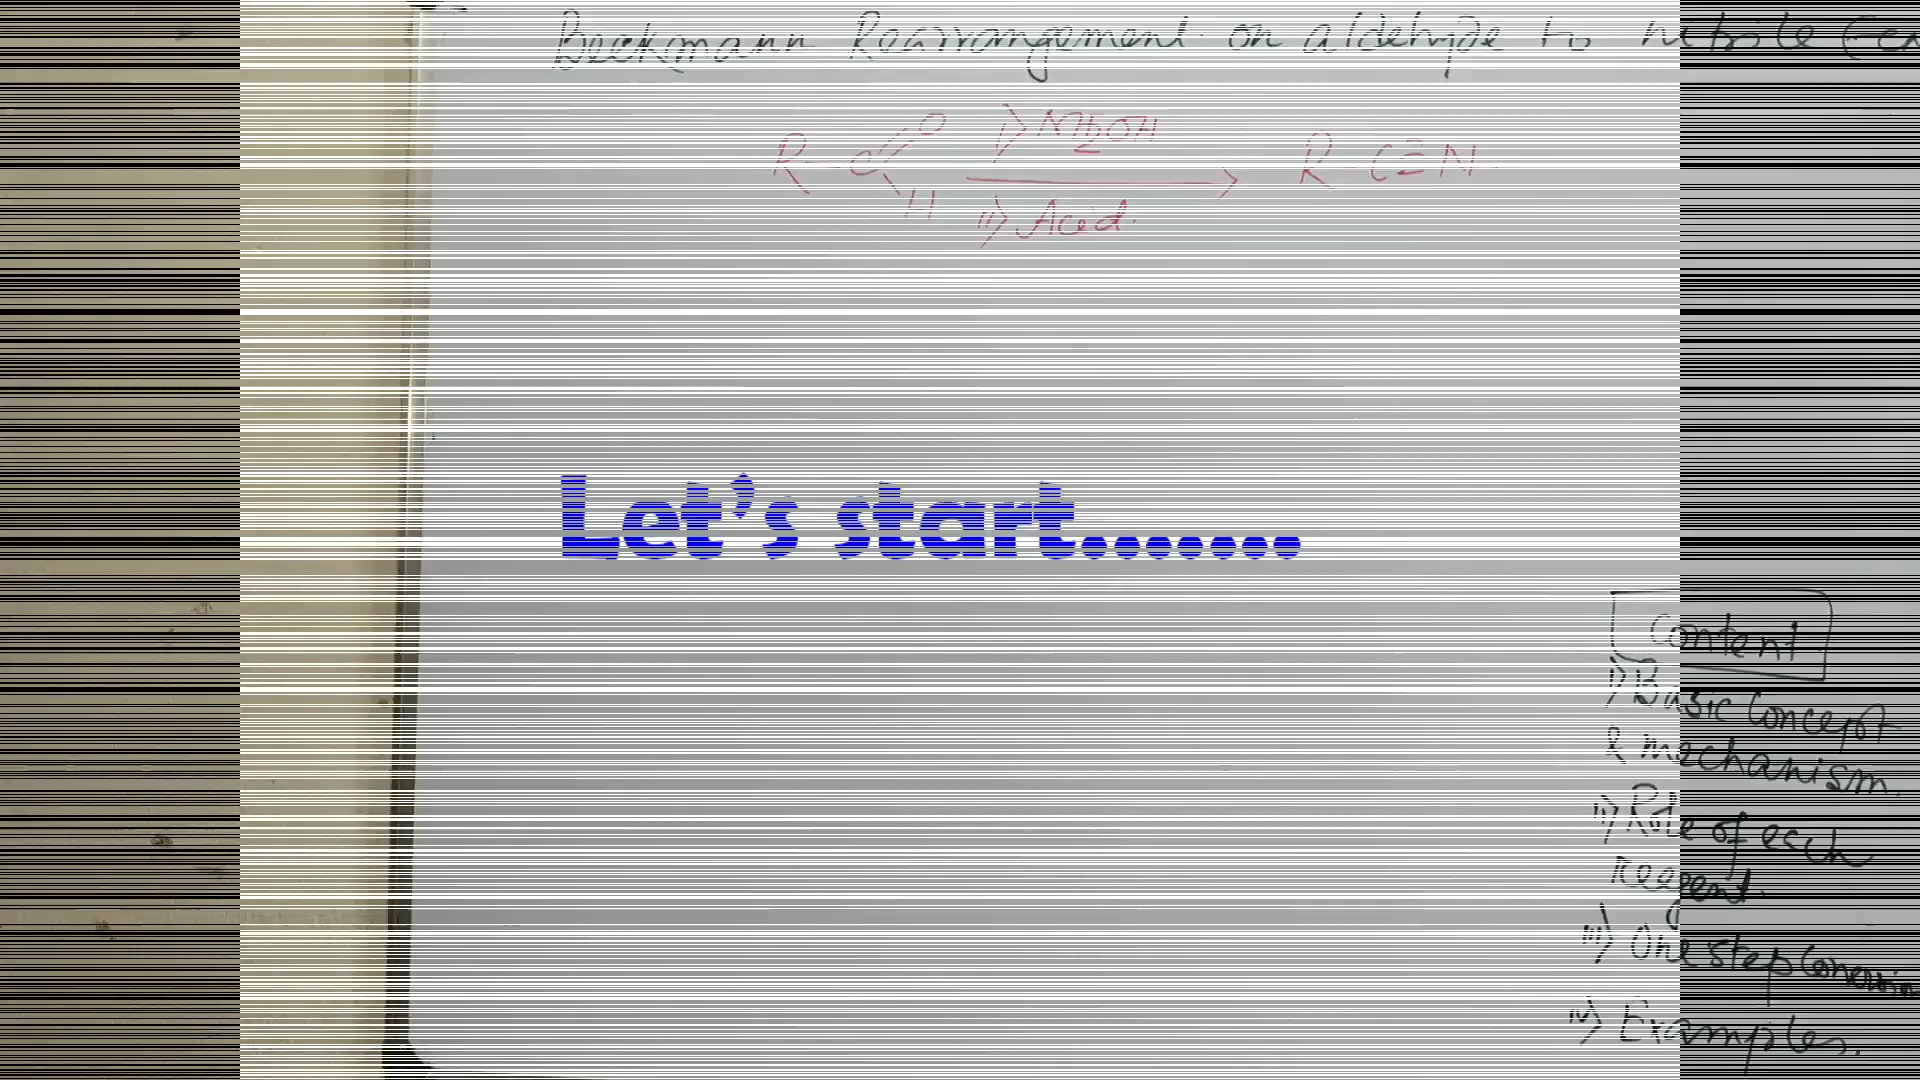 Beckmann Rearrangement on aldehyde to nitrile
R-C O H i) NH2OH R-C≡N
ii) Acid.
Let's start.......
Content
i) Basic Concept
& mechanism.
ii) Role of each
reagent.
iii) One step Conversion
iv) Examples.